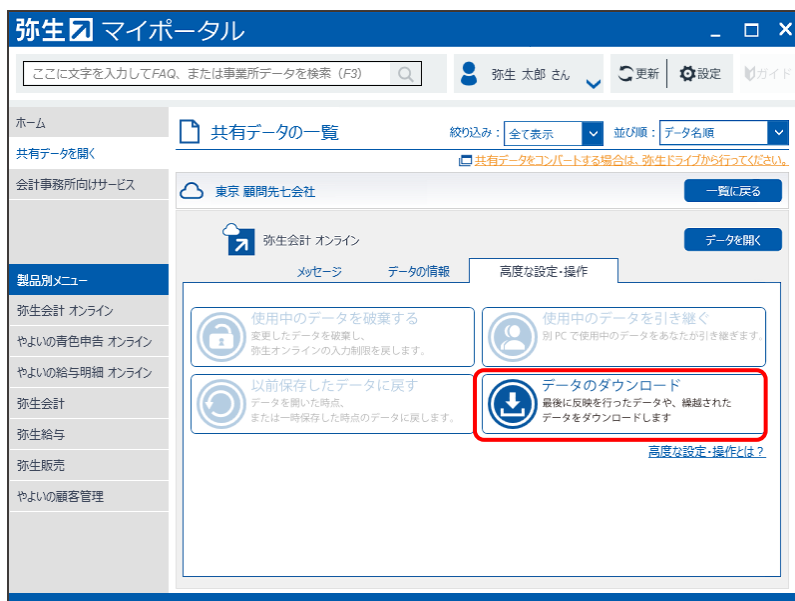 弥生 マイポータル
ここに文字を入力してFAQ、または事業所データを検索（F3）
弥生 太郎 さん
更新
設定
ガイド
ホーム
共有データを開く
会計事務所向けサービス
製品別メニュー
弥生会計 オンライン
やよいの青色申告 オンライン
やよいの給与明細 オンライン
弥生会計
弥生給与
弥生販売
やよいの顧客管理
共有データの一覧
絞り込み：
全て表示
並び順：
データ名順
共有データをコンバートする場合は、弥生ドライブから行ってください。
東京 顧問先七会社
一覧に戻る
弥生会計 オンライン
データを開く
メッセージ
データの情報
高度な設定・操作
使用中のデータを破棄する
変更したデータを破棄し、
弥生オンラインの入力制限を戻します。
使用中のデータを引き継ぐ
別 PC で使用中のデータをあなたが引き継ぎます。
以前保存したデータに戻す
データを開いた時点、
または一時保存した時点のデータに戻します。
データのダウンロード
最後に反映を行ったデータや、繰越された
データをダウンロードします
高度な設定・操作とは？